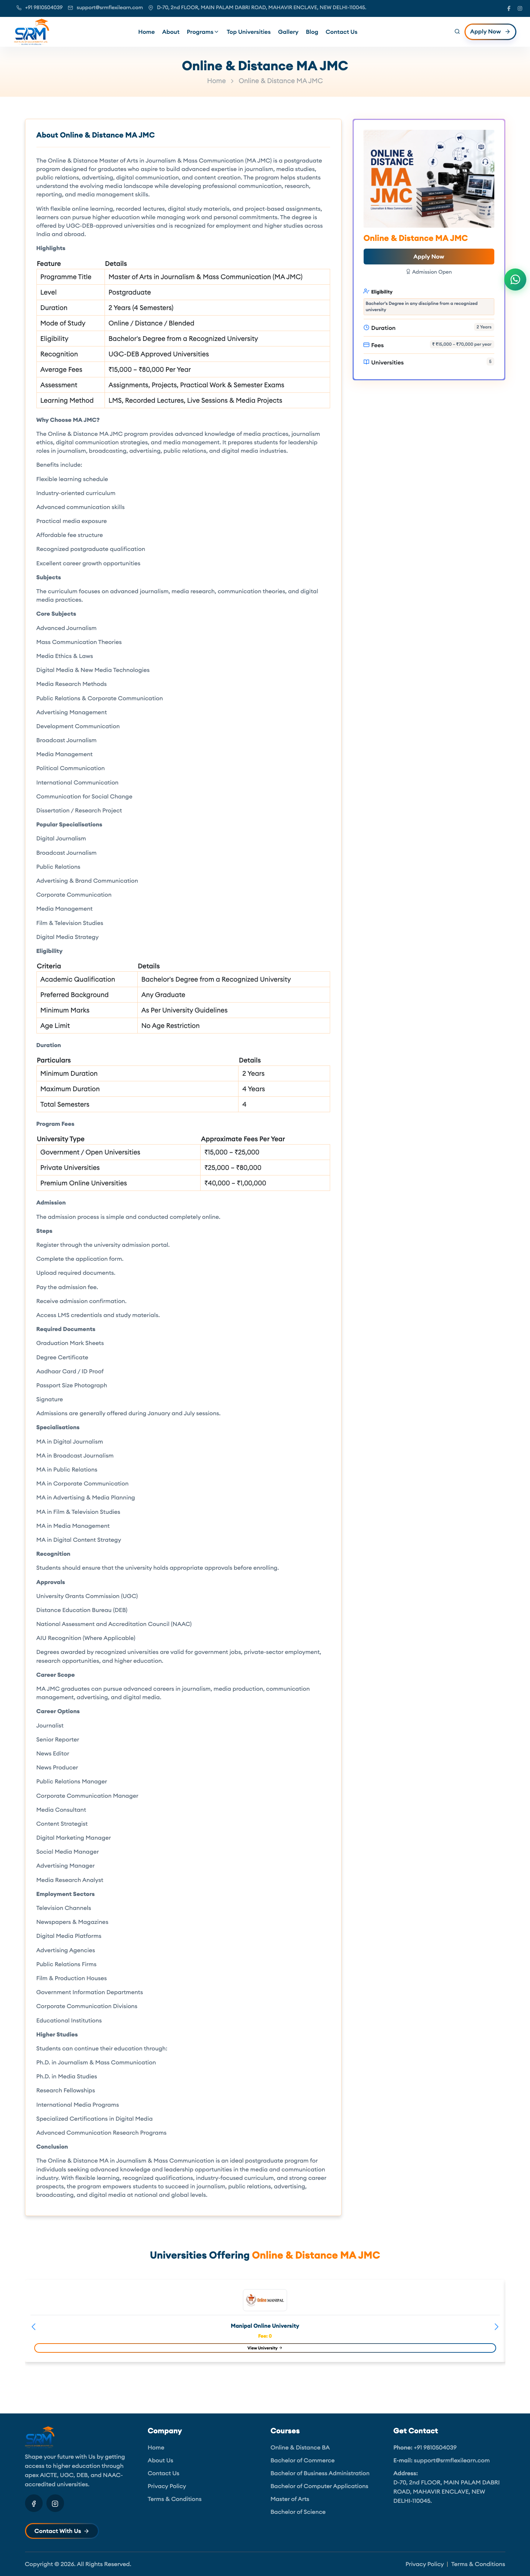 +91 9810504039 support@srmflexilearn.com D-70, 2nd FLOOR, MAIN PALAM DABRI ROAD, MAHAVIR ENCLAVE, NEW DELHI-110045.
SRM
Home About Programs Top Universities Gallery Blog Contact Us
Apply Now
Online & Distance MA JMC
Home > Online & Distance MA JMC
About Online & Distance MA JMC
The Online & Distance Master of Arts in Journalism & Mass Communication (MA JMC) is a postgraduate
program designed for graduates who aspire to build advanced expertise in journalism, media studies,
public relations, advertising, digital communication, and corporate communication. The program helps students
understand the evolving media landscape while developing professional communication, research,
reporting, and media management skills.
With flexible online learning, recorded lectures, digital study materials, and project-based assignments,
learners can pursue higher education while managing work and personal commitments. The degree is
offered by UGC-DEB-approved universities and is recognized for employment and higher studies across
India and abroad.
Highlights
Feature Details
Programme Title Master of Arts in Journalism & Mass Communication (MA JMC)
Level Postgraduate
Duration 2 Years (4 Semesters)
Mode of Study Online / Distance / Blended
Eligibility Bachelor's Degree from a Recognized University
Recognition UGC-DEB Approved Universities
Average Fees ₹15,000 – ₹80,000 Per Year
Assessment Assignments, Projects, Practical Work & Semester Exams
Learning Method LMS, Recorded Lectures, Live Sessions & Media Projects
Why Choose MA JMC?
The Online & Distance MA JMC program provides advanced knowledge of media practices, journalism
ethics, digital communication strategies, and media management. It prepares students for leadership
roles in journalism, broadcasting, advertising, public relations, and digital media industries.
Benefits include:
Flexible learning schedule
Industry-oriented curriculum
Advanced communication skills
Practical media exposure
Affordable fee structure
Recognized postgraduate qualification
Excellent career growth opportunities
Subjects
The curriculum focuses on advanced journalism, media research, communication theories, and digital
media practices.
Core Subjects
Advanced Journalism
Mass Communication Theories
Media Ethics & Laws
Digital Media & New Media Technologies
Media Research Methods
Public Relations & Corporate Communication
Advertising Management
Development Communication
Broadcast Journalism
Media Management
Political Communication
International Communication
Communication for Social Change
Dissertation / Research Project
Popular Specialisations
Digital Journalism
Broadcast Journalism
Public Relations
Advertising & Brand Communication
Corporate Communication
Media Management
Film & Television Studies
Digital Media Strategy
Eligibility
Criteria Details
Academic Qualification Bachelor's Degree from a Recognized University
Preferred Background Any Graduate
Minimum Marks As Per University Guidelines
Age Limit No Age Restriction
Duration
Particulars Details
Minimum Duration 2 Years
Maximum Duration 4 Years
Total Semesters 4
Program Fees
University Type Approximate Fees Per Year
Government / Open Universities ₹15,000 – ₹25,000
Private Universities ₹25,000 – ₹80,000
Premium Online Universities ₹40,000 – ₹1,00,000
Admission
The admission process is simple and conducted completely online.
Steps
Register through the university admission portal.
Complete the application form.
Upload required documents.
Pay the admission fee.
Receive admission confirmation.
Access LMS credentials and study materials.
Required Documents
Graduation Mark Sheets
Degree Certificate
Aadhaar Card / ID Proof
Passport Size Photograph
Signature
Admissions are generally offered during January and July sessions.
Specialisations
MA in Digital Journalism
MA in Broadcast Journalism
MA in Public Relations
MA in Corporate Communication
MA in Advertising & Media Planning
MA in Film & Television Studies
MA in Media Management
MA in Digital Content Strategy
Recognition
Students should ensure that the university holds appropriate approvals before enrolling.
Approvals
University Grants Commission (UGC)
Distance Education Bureau (DEB)
National Assessment and Accreditation Council (NAAC)
AIU Recognition (Where Applicable)
Degrees awarded by recognized universities are valid for government jobs, private-sector employment,
research opportunities, and higher education.
Career Scope
MA JMC graduates can pursue advanced careers in journalism, media production, communication
management, advertising, and digital media.
Career Options
Journalist
Senior Reporter
News Editor
News Producer
Public Relations Manager
Corporate Communication Manager
Media Consultant
Content Strategist
Digital Marketing Manager
Social Media Manager
Advertising Manager
Media Research Analyst
Employment Sectors
Television Channels
Newspapers & Magazines
Digital Media Platforms
Advertising Agencies
Public Relations Firms
Film & Production Houses
Government Information Departments
Corporate Communication Divisions
Educational Institutions
Higher Studies
Students can continue their education through:
Ph.D. in Journalism & Mass Communication
Ph.D. in Media Studies
Research Fellowships
International Media Programs
Specialized Certifications in Digital Media
Advanced Communication Research Programs
Conclusion
The Online & Distance MA in Journalism & Mass Communication is an ideal postgraduate program for
individuals seeking advanced knowledge and leadership opportunities in the media and communication
industry. With flexible learning, recognized qualifications, industry-focused curriculum, and strong career
prospects, the program empowers students to succeed in journalism, public relations, advertising,
broadcasting, and digital media at national and global levels.
ONLINE &
DISTANCE
MA
JMC
Online & Distance MA JMC
Apply Now
Admission Open
Eligibility
Bachelor's Degree in any discipline from a recognized
university
Duration 2 Years
Fees ₹ ₹15,000 – ₹70,000 per year
Universities 5
Universities Offering Online & Distance MA JMC
MANIPAL
Manipal Online University
Fee: 0
View University
SRM
Shape your future with Us by getting
access to higher education through
apex AICTE, UGC, DEB, and NAAC-
accredited universities.
Contact With Us
Company
Home
About Us
Contact Us
Privacy Policy
Terms & Conditions
Courses
Online & Distance BA
Bachelor of Commerce
Bachelor of Business Administration
Bachelor of Computer Applications
Master of Arts
Bachelor of Science
Get Contact
Phone: +91 9810504039
E-mail: support@srmflexilearn.com
Address:
D-70, 2nd FLOOR, MAIN PALAM DABRI
ROAD, MAHAVIR ENCLAVE, NEW
DELHI-110045.
Copyright © 2026. All Rights Reserved.
Privacy Policy | Terms & Conditions